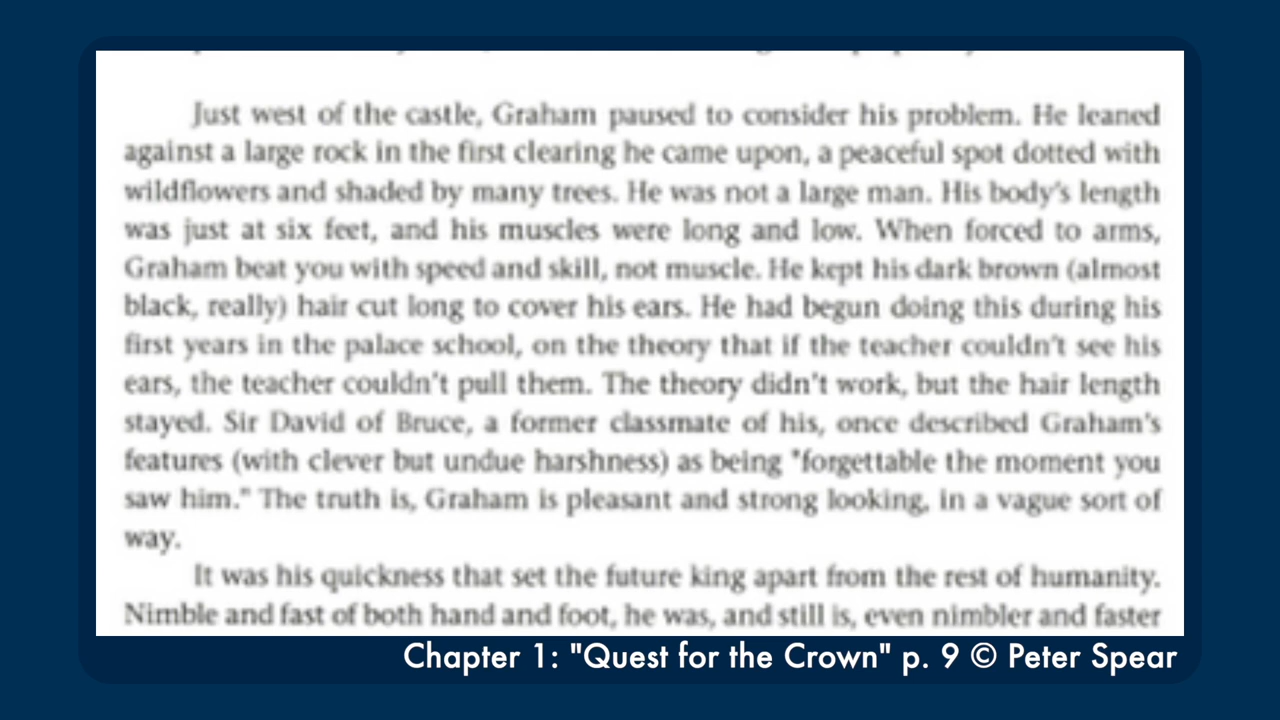 Just west of the castle, Graham paused to consider his problem. He leaned
against a large rock in the first clearing he came upon, a peaceful spot dotted with
wildflowers and shaded by many trees. He was not a large man. His body's length
was just at six feet, and his muscles were long and low. When forced to arms,
Graham beat you with speed and skill, not muscle. He kept his dark brown (almost
black, really) hair cut long to cover his ears. He had begun doing this during his
first years in the palace school, on the theory that if the teacher couldn't see his
ears, the teacher couldn't pull them. The theory didn't work, but the hair length
stayed. Sir David of Bruce, a former classmate of his, once described Graham's
features (with clever but undue harshness) as being "forgettable the moment you
saw him." The truth is, Graham is pleasant and strong looking, in a vague sort of
way.
It was his quickness that set the future king apart from the rest of humanity.
Nimble and fast of both hand and foot, he was, and still is, even nimbler and faster
Chapter 1: "Quest for the Crown" p. 9 © Peter Spear